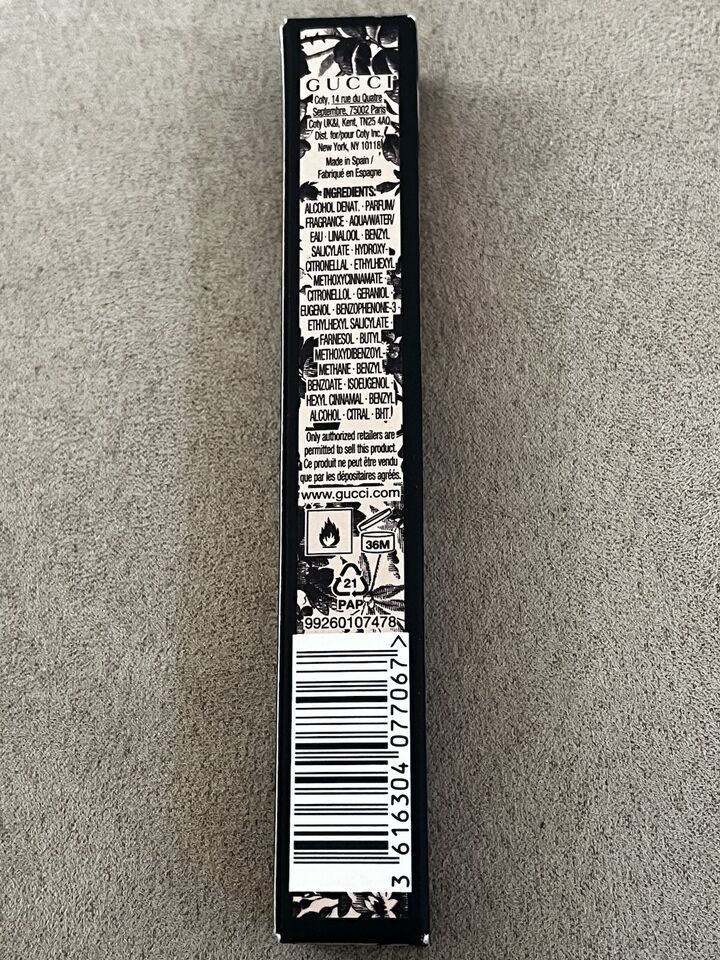 GUCCI
Coty, 14 rue du Quatre
Septembre, 75002 Paris
Coty UK&I, Kent, TN25 4AQ
Dist. for/pour Coty Inc.,
New York, NY 10118
Made in Spain /
Fabriqué en Espagne
INGREDIENTS:
ALCOHOL DENAT. · PARFUM/
FRAGRANCE · AQUA/WATER/
EAU · LINALOOL · BENZYL
SALICYLATE · HYDROXY-
CITRONELLAL · ETHYLHEXYL
METHOXYCINNAMATE ·
CITRONELLOL · GERANIOL ·
EUGENOL · BENZOPHENONE-3 ·
ETHYLHEXYL SALICYLATE ·
FARNESOL · BUTYL
METHOXYDIBENZOYL-
METHANE · BENZYL
BENZOATE · ISOEUGENOL ·
HEXYL CINNAMAL · BENZYL
ALCOHOL · CITRAL · BHT.
Only authorized retailers are
permitted to sell this product.
Ce produit ne peut être vendu
que par les dépositaires agréés.
www.gucci.com
36M
21
PAP
99260107478
3 616304 077067 >